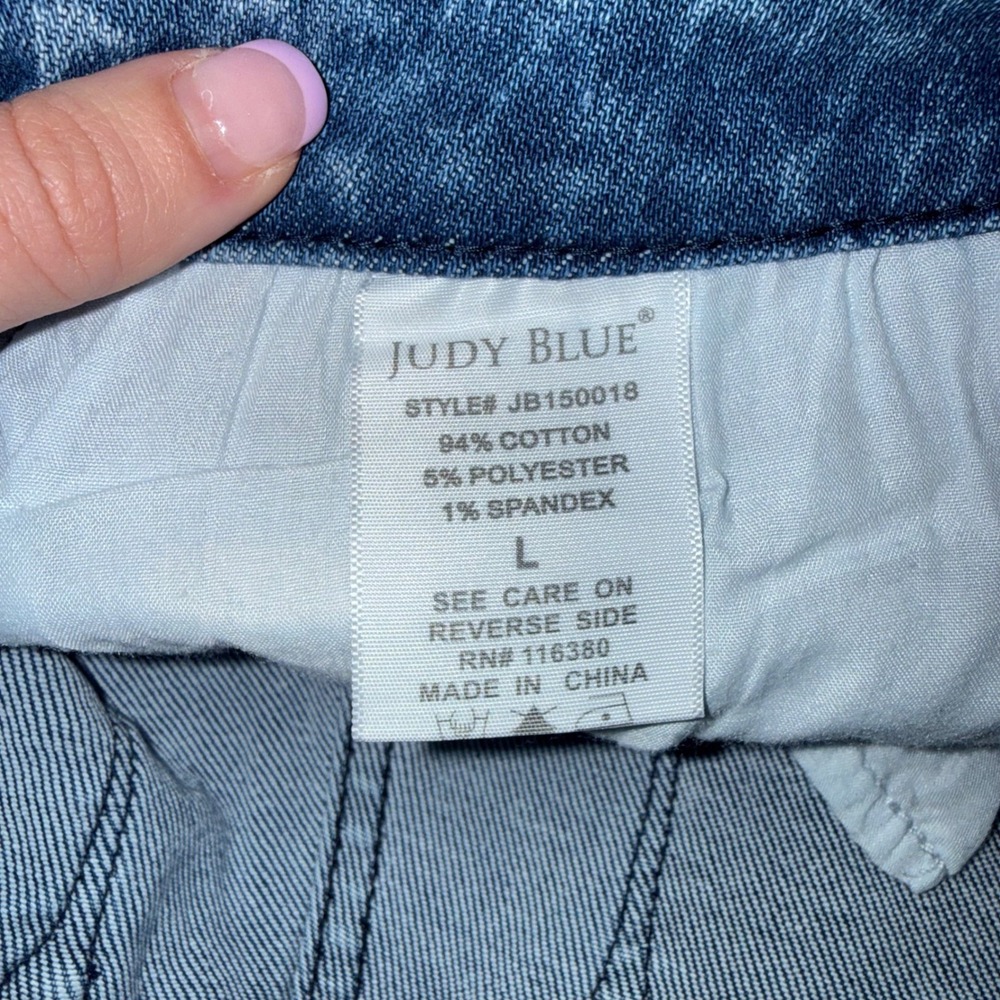 JUDY BLUE®
STYLE# JB150018
94% COTTON
5% POLYESTER
1% SPANDEX
L
SEE CARE ON
REVERSE SIDE
RN# 116380
MADE IN CHINA